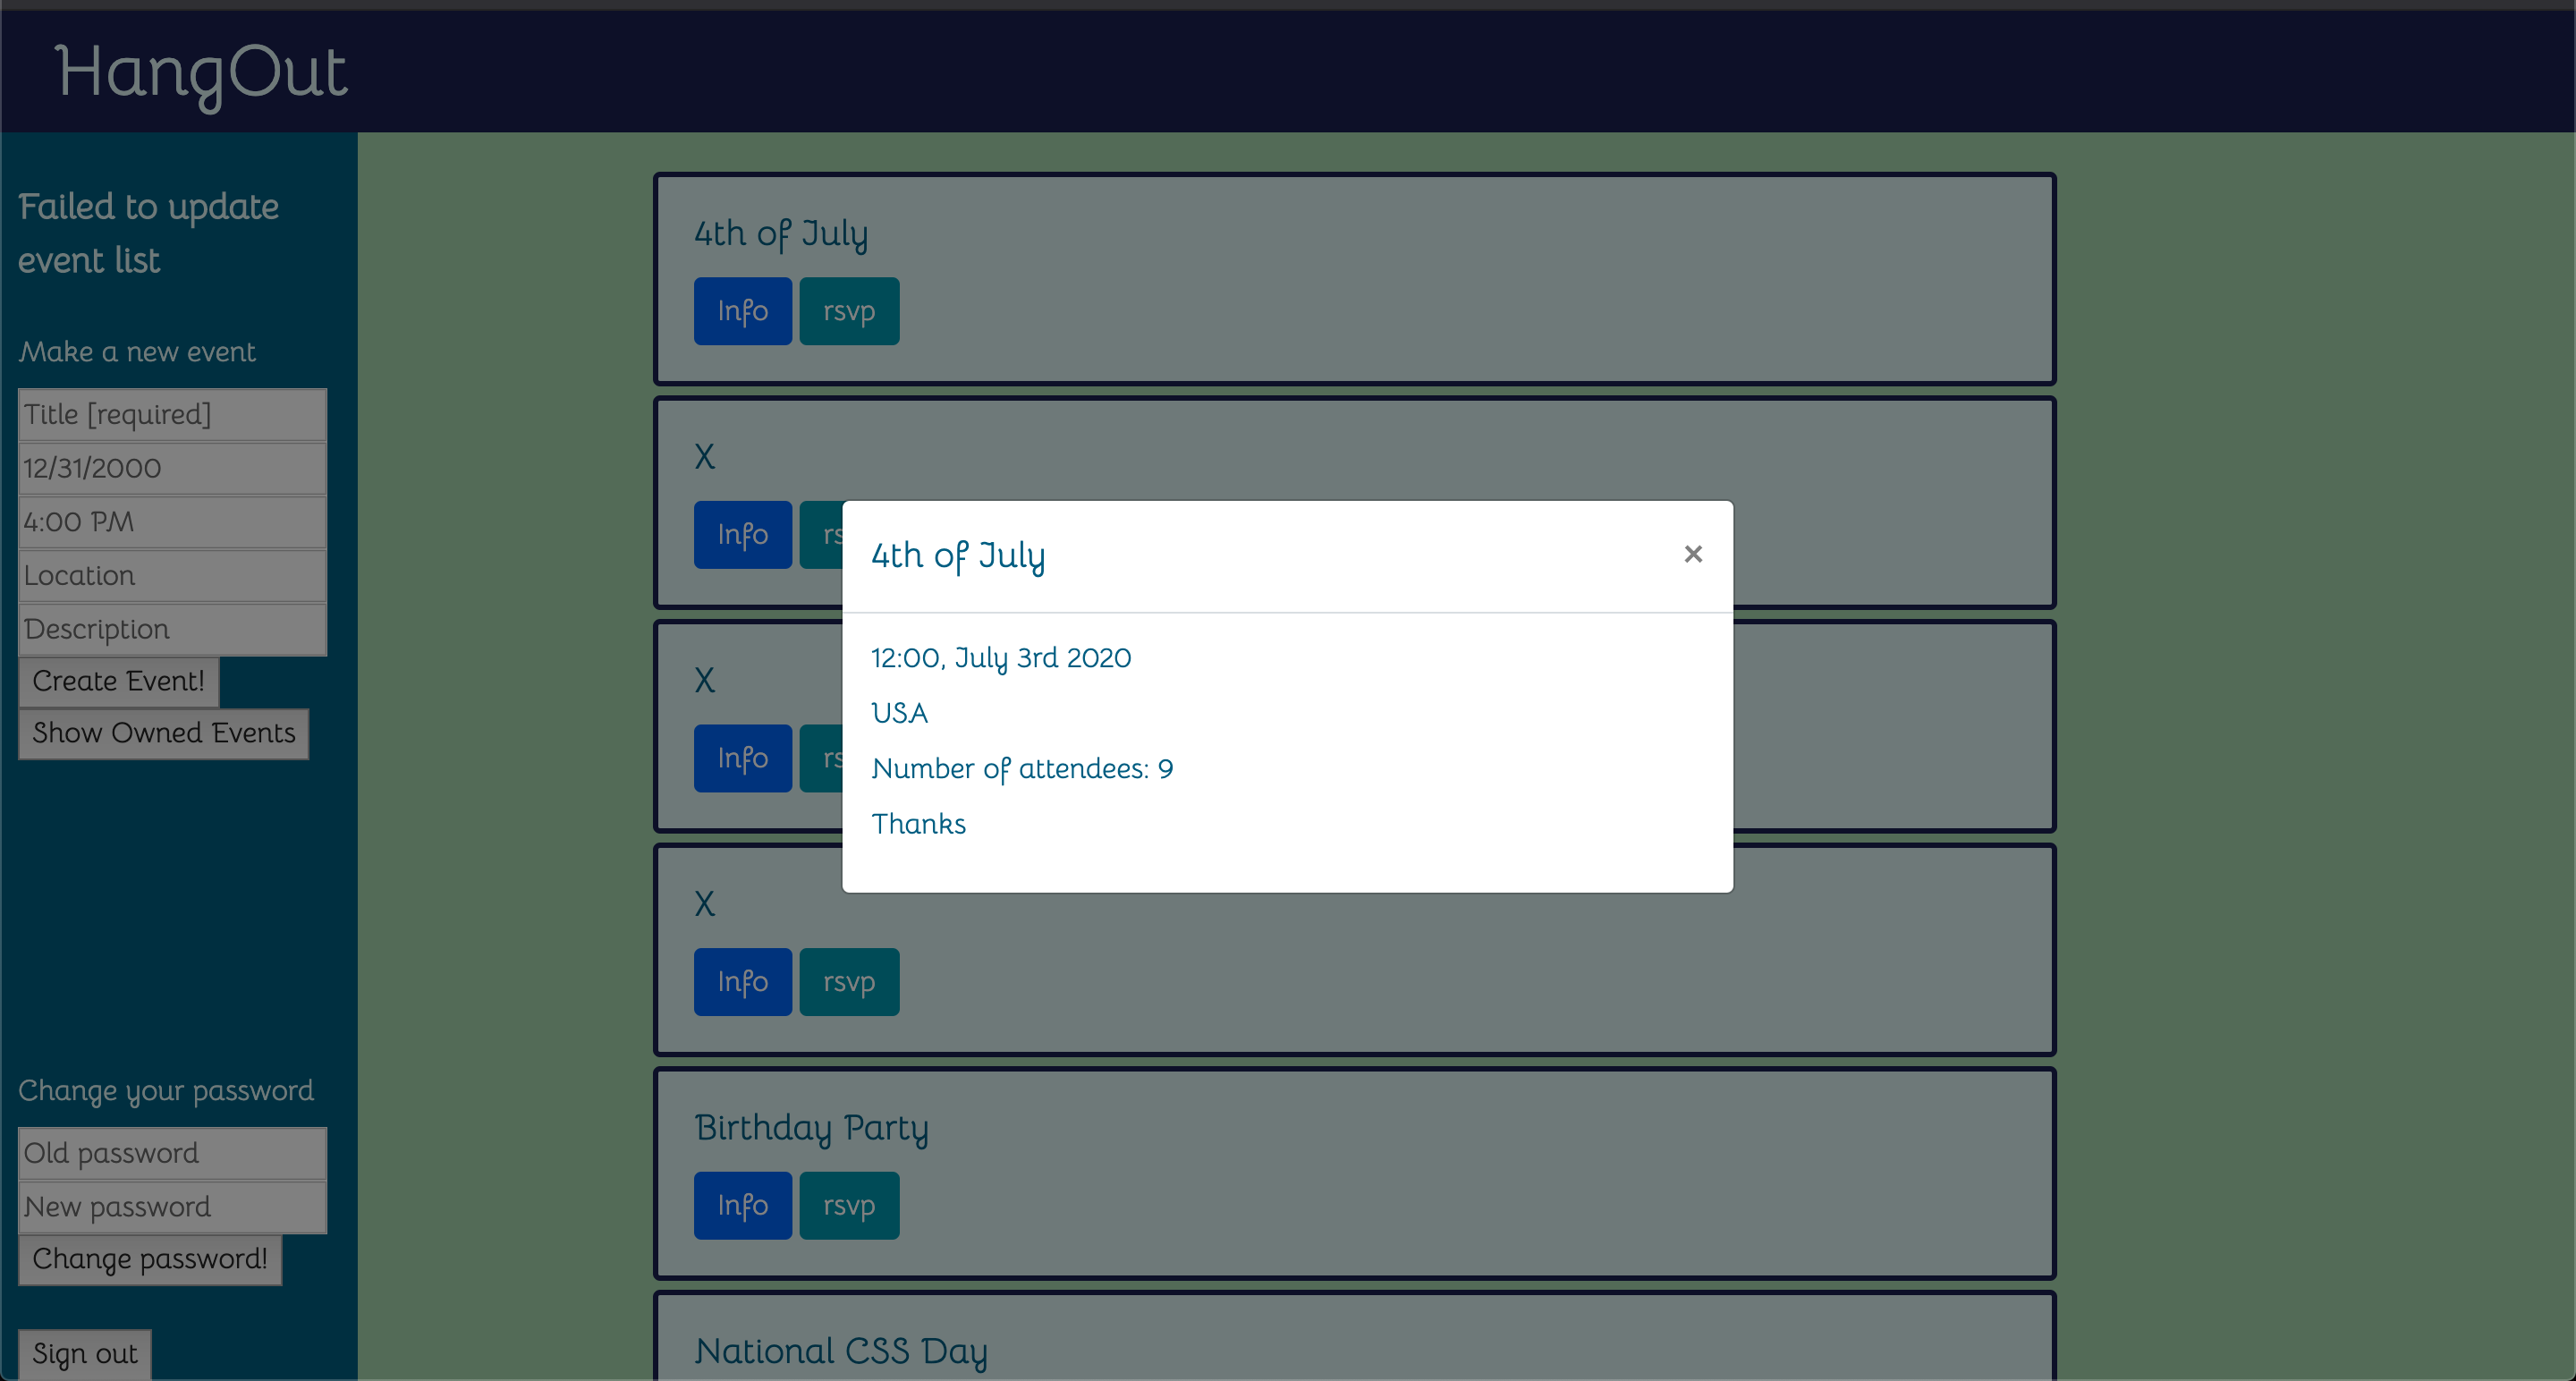 HangOut
Failed to update
event list
Make a new event
Title [required]
12/31/2000
4:00 PM
Location
Description
Create Event!
Show Owned Events
Change your password
Old password
New password
Change password!
Sign out
4th of July
Info rsvp
X
Info rs
X
Info rs
X
Info rsvp
Birthday Party
Info rsvp
National CSS Day
4th of July ×
12:00, July 3rd 2020
USA
Number of attendees: 9
Thanks